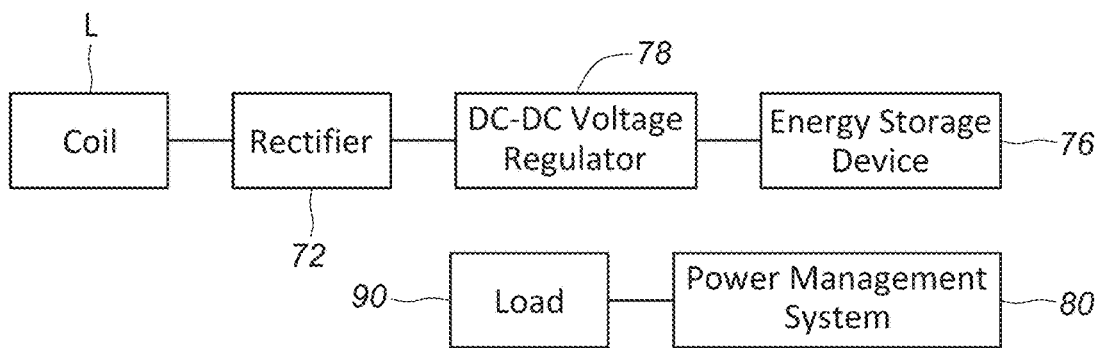 L
78
Coil
Rectifier
DC-DC Voltage
Regulator
Energy Storage
Device
76
72
90
Load
Power Management
System
80